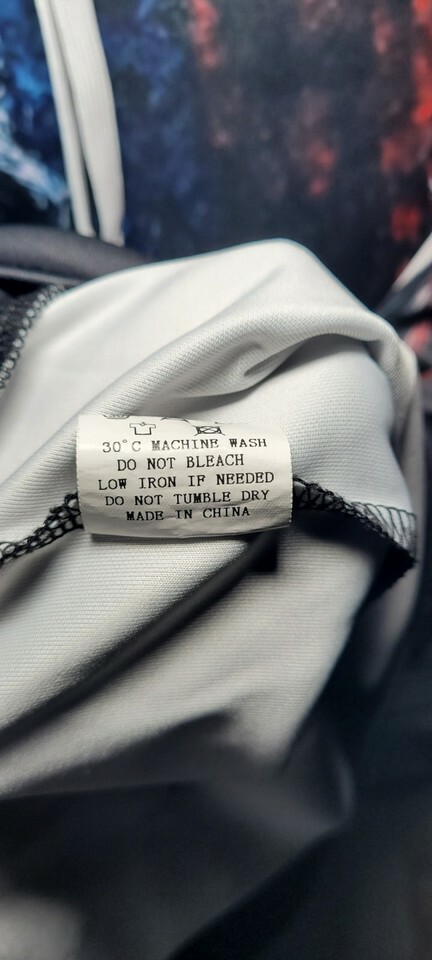 30°C MACHINE WASH
DO NOT BLEACH
LOW IRON IF NEEDED
DO NOT TUMBLE DRY
MADE IN CHINA